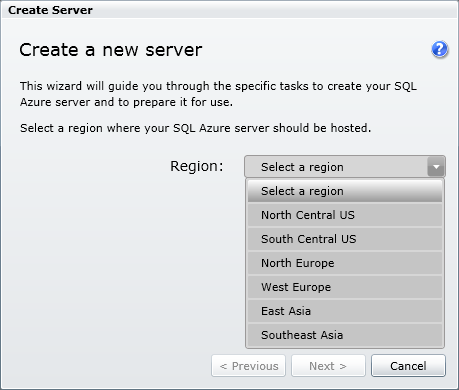 Create Server
Create a new server
?
This wizard will guide you through the specific tasks to create your SQL
Azure server and to prepare it for use.
Select a region where your SQL Azure server should be hosted.
Region: Select a region
Select a region
North Central US
South Central US
North Europe
West Europe
East Asia
Southeast Asia
< Previous Next > Cancel